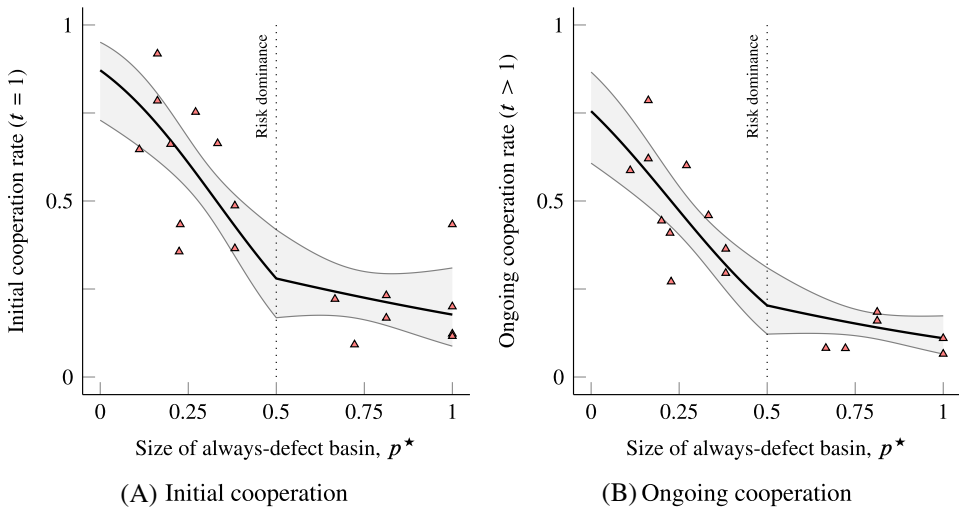 Initial cooperation rate (t = 1)
1
0.5
0
Risk dominance
0 0.25 0.5 0.75 1
Size of always-defect basin, p★
(A) Initial cooperation
Ongoing cooperation rate (t > 1)
1
0.5
0
Risk dominance
0 0.25 0.5 0.75 1
Size of always-defect basin, p★
(B) Ongoing cooperation